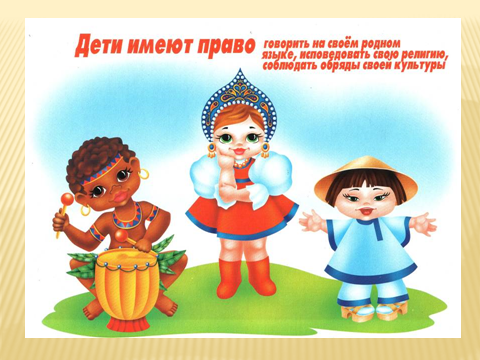 Дети имеют право говорить на своём родном
языке, исповедовать свою религию,
соблюдать обряды своей культуры